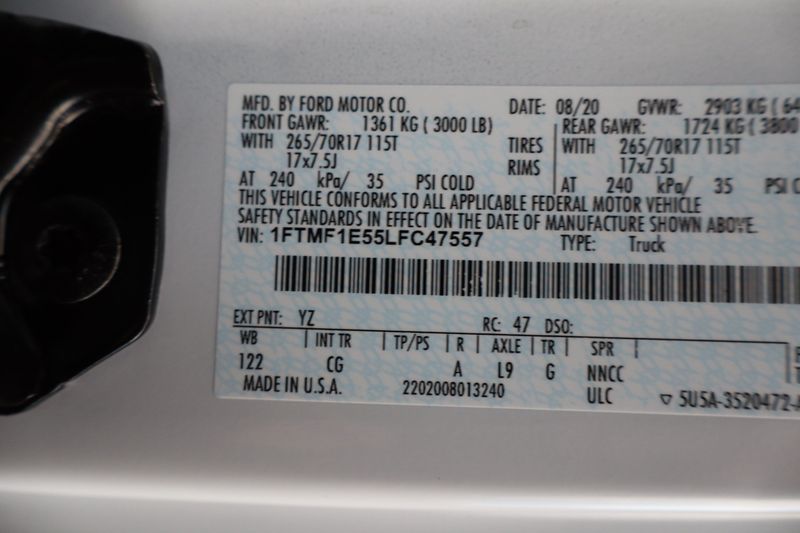 MFD. BY FORD MOTOR CO. DATE: 08/20 GVWR: 2903 KG ( 64
FRONT GAWR: 1361 KG ( 3000 LB) REAR GAWR: 1724 KG ( 3800
WITH 265/70R17 115T TIRES WITH 265/70R17 115T
17x7.5J RIMS 17x7.5J
AT 240 kPa/ 35 PSI COLD AT 240 kPa/ 35 PSI C
THIS VEHICLE CONFORMS TO ALL APPLICABLE FEDERAL MOTOR VEHICLE
SAFETY STANDARDS IN EFFECT ON THE DATE OF MANUFACTURE SHOWN ABOVE.
VIN: 1FTMF1E55LFC47557 TYPE: Truck
EXT PNT: YZ RC: 47 DSO:
WB INT TR TP/PS R AXLE TR SPR
122 CG A L9 G NNCC
MADE IN U.S.A. 2202008013240 ULC ▽ 5U5A-3520472-A